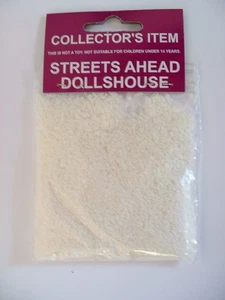 COLLECTOR'S ITEM
THIS IS NOT A TOY. NOT SUITABLE FOR CHILDREN UNDER 14 YEARS.
STREETS AHEAD
DOLLSHOUSE